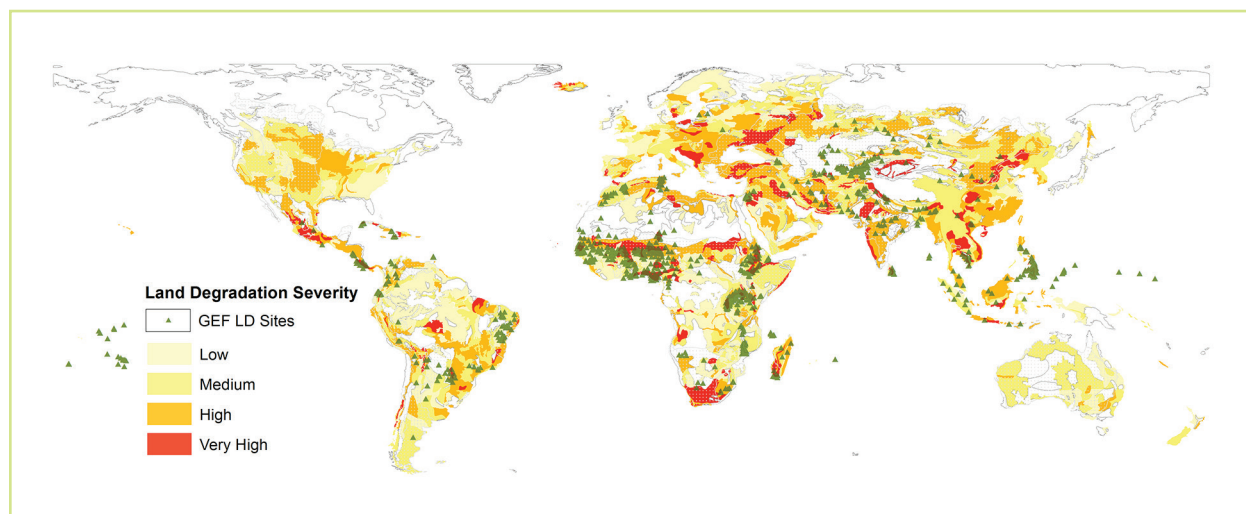 Land Degradation Severity
GEF LD Sites
Low
Medium
High
Very High